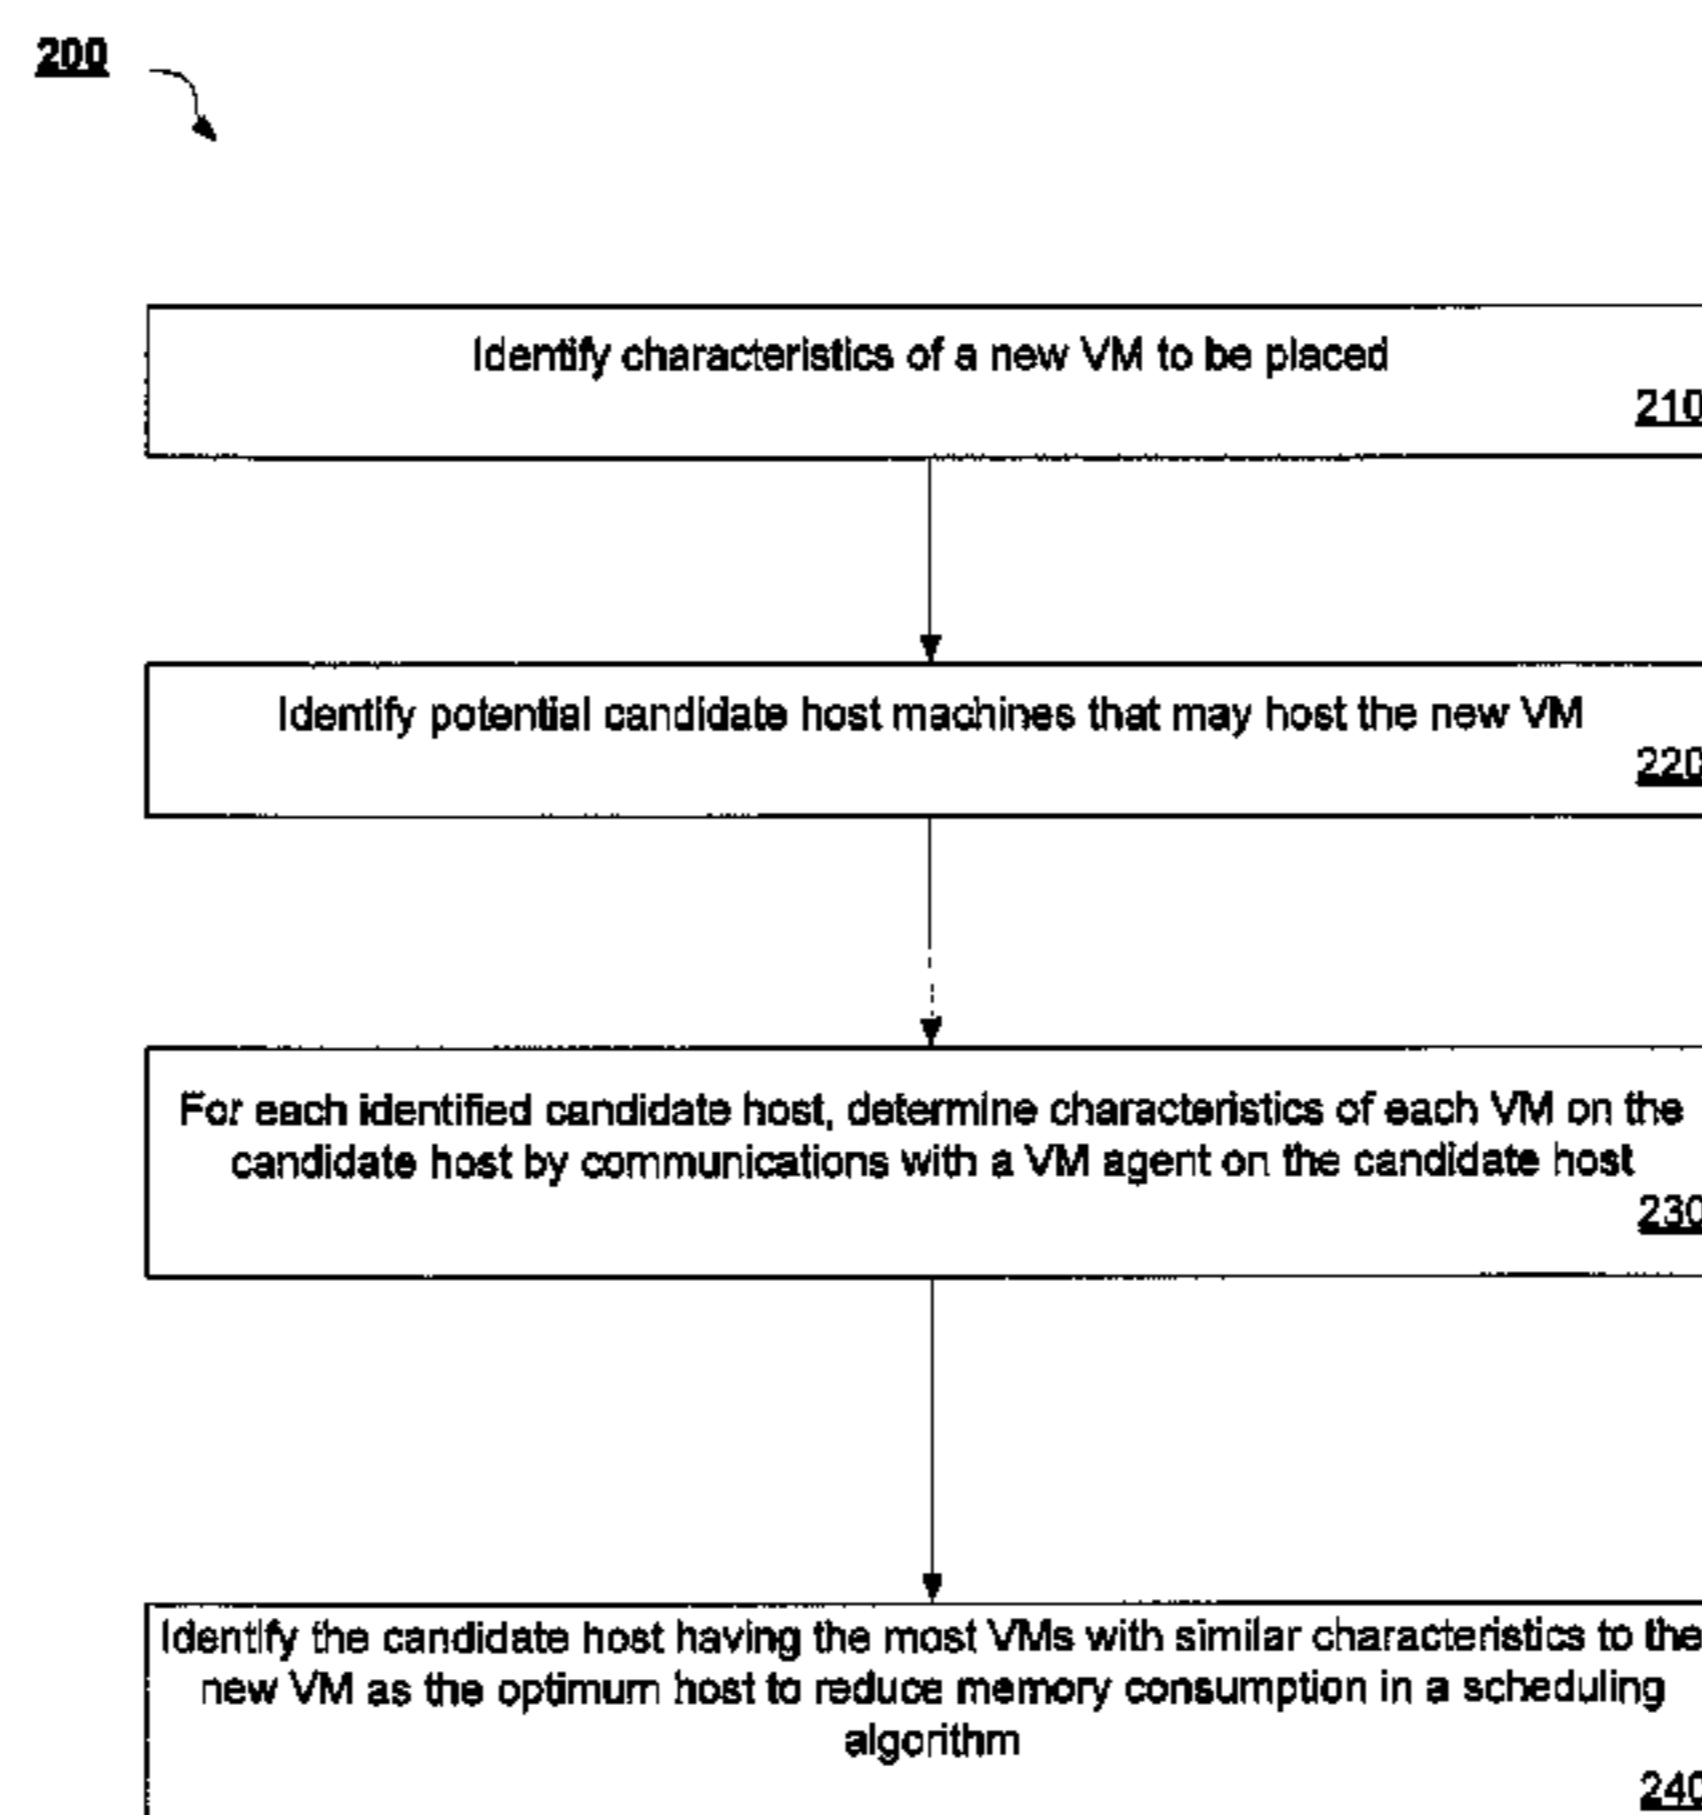 200
Identify characteristics of a new VM to be placed
210
Identify potential candidate host machines that may host the new VM
220
For each identified candidate host, determine characteristics of each VM on the
candidate host by communications with a VM agent on the candidate host
230
Identify the candidate host having the most VMs with similar characteristics to the
new VM as the optimum host to reduce memory consumption in a scheduling
algorithm
240